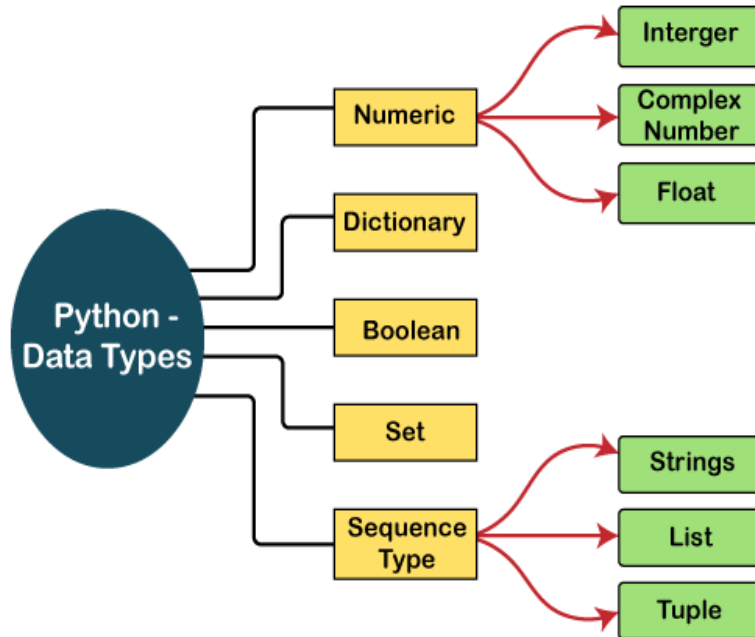 Python -
Data Types
Numeric
Dictionary
Boolean
Set
Sequence
Type
Interger
Complex
Number
Float
Strings
List
Tuple